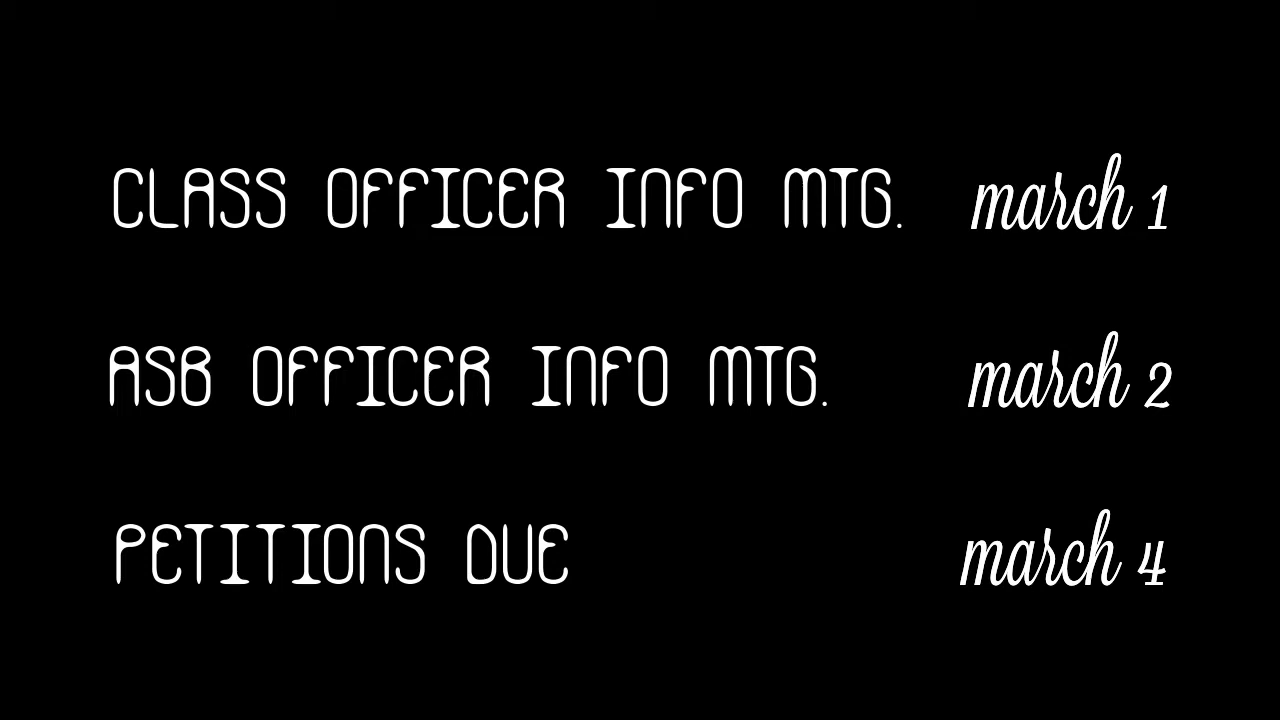 CLASS OFFICER INFO MTG. march 1
ASB OFFICER INFO MTG. march 2
PETITIONS DUE march 4